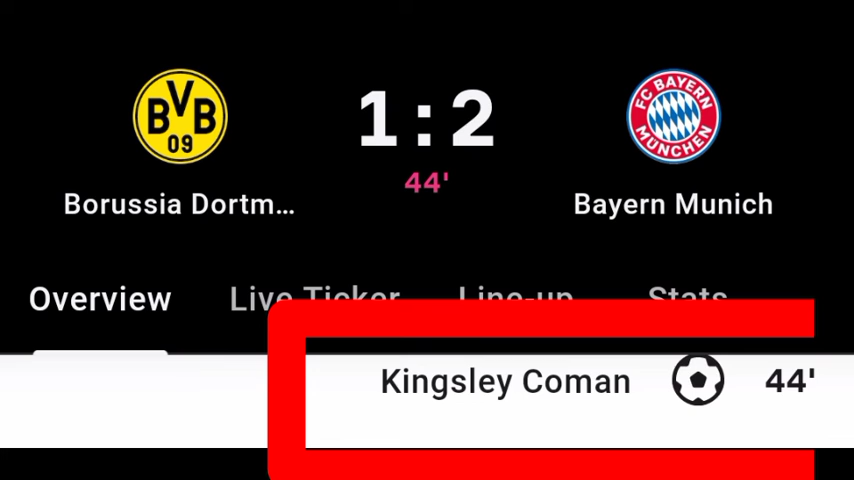 BVB
09
1:2
FC BAYERN
MÜNCHEN
44'
Borussia Dortm...
Bayern Munich
Overview
Live Ticker
Line-up
Stats
Kingsley Coman
44'